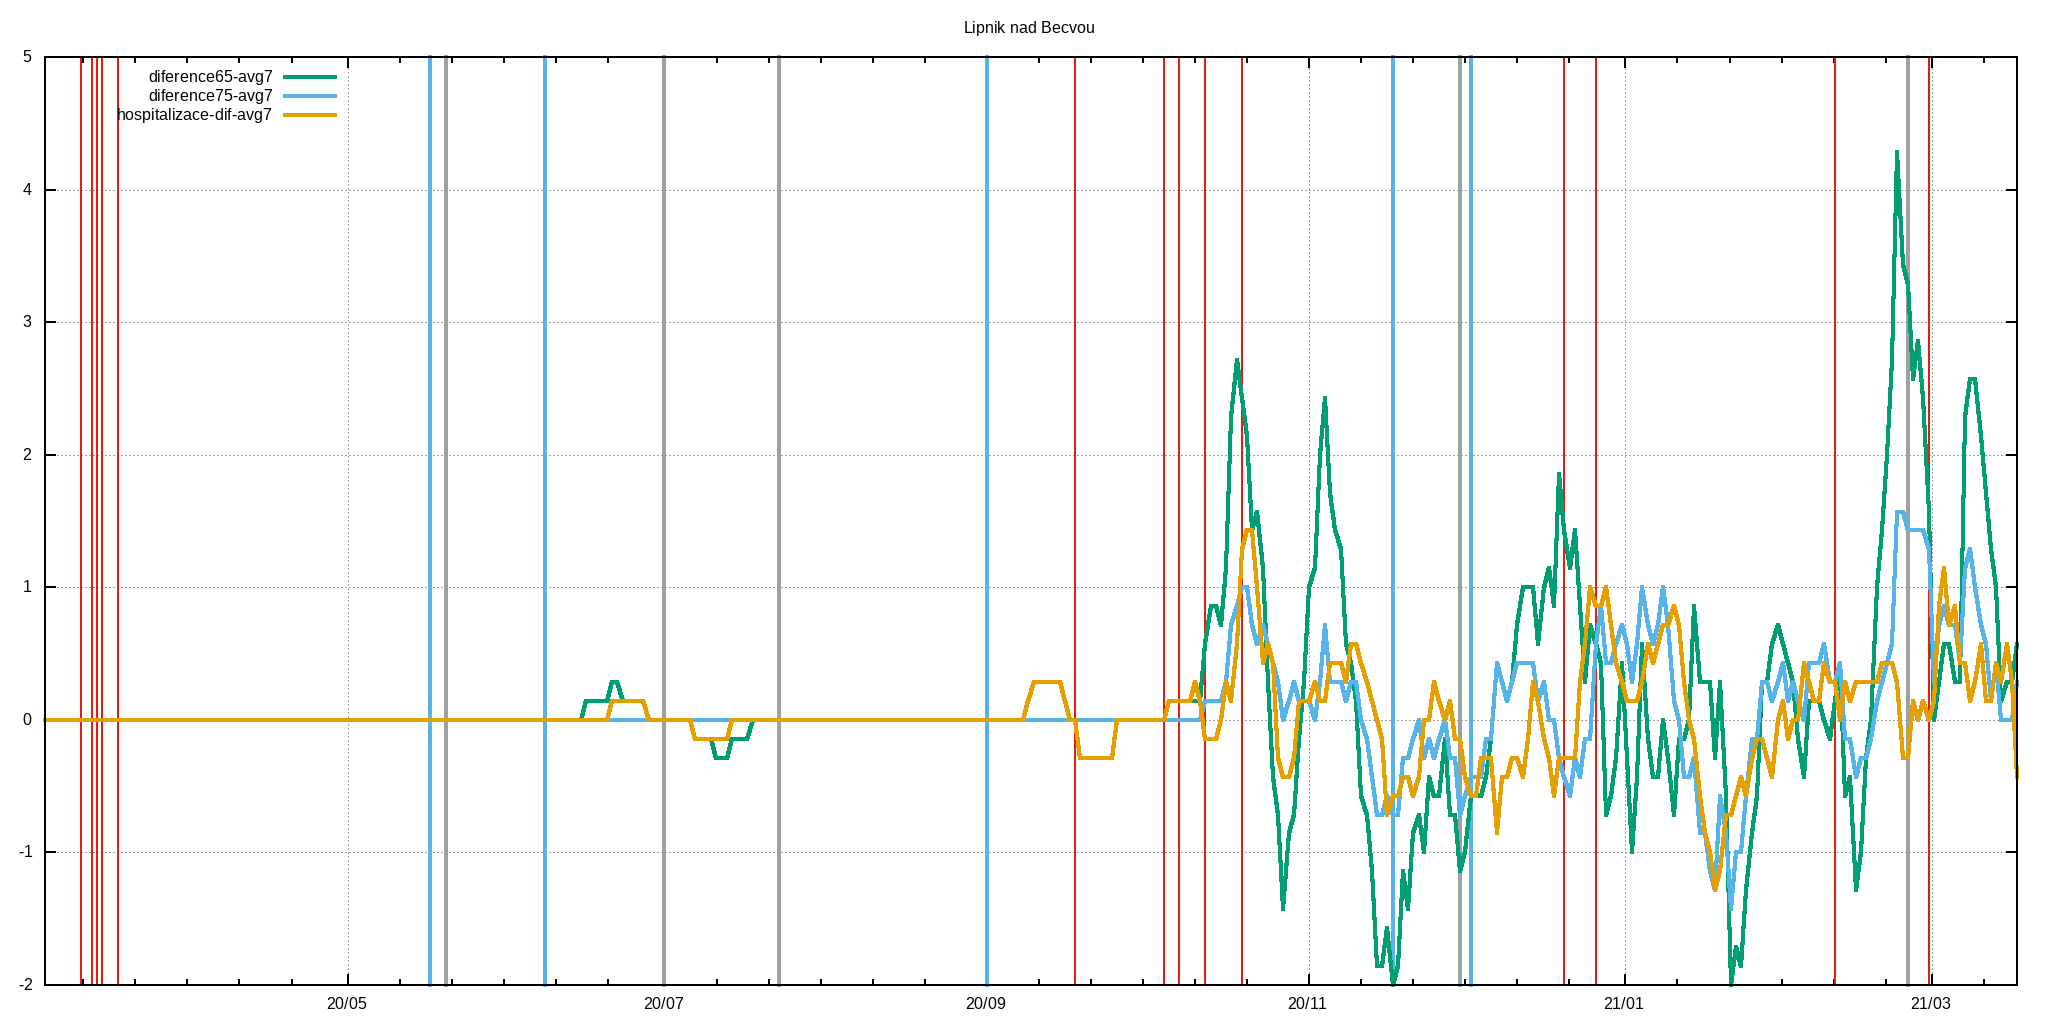 Lipnik nad Becvou
diference65-avg7
diference75-avg7
hospitalizace-dif-avg7
5
4
3
2
1
0
-1
-2
20/05 20/07 20/09 20/11 21/01 21/03